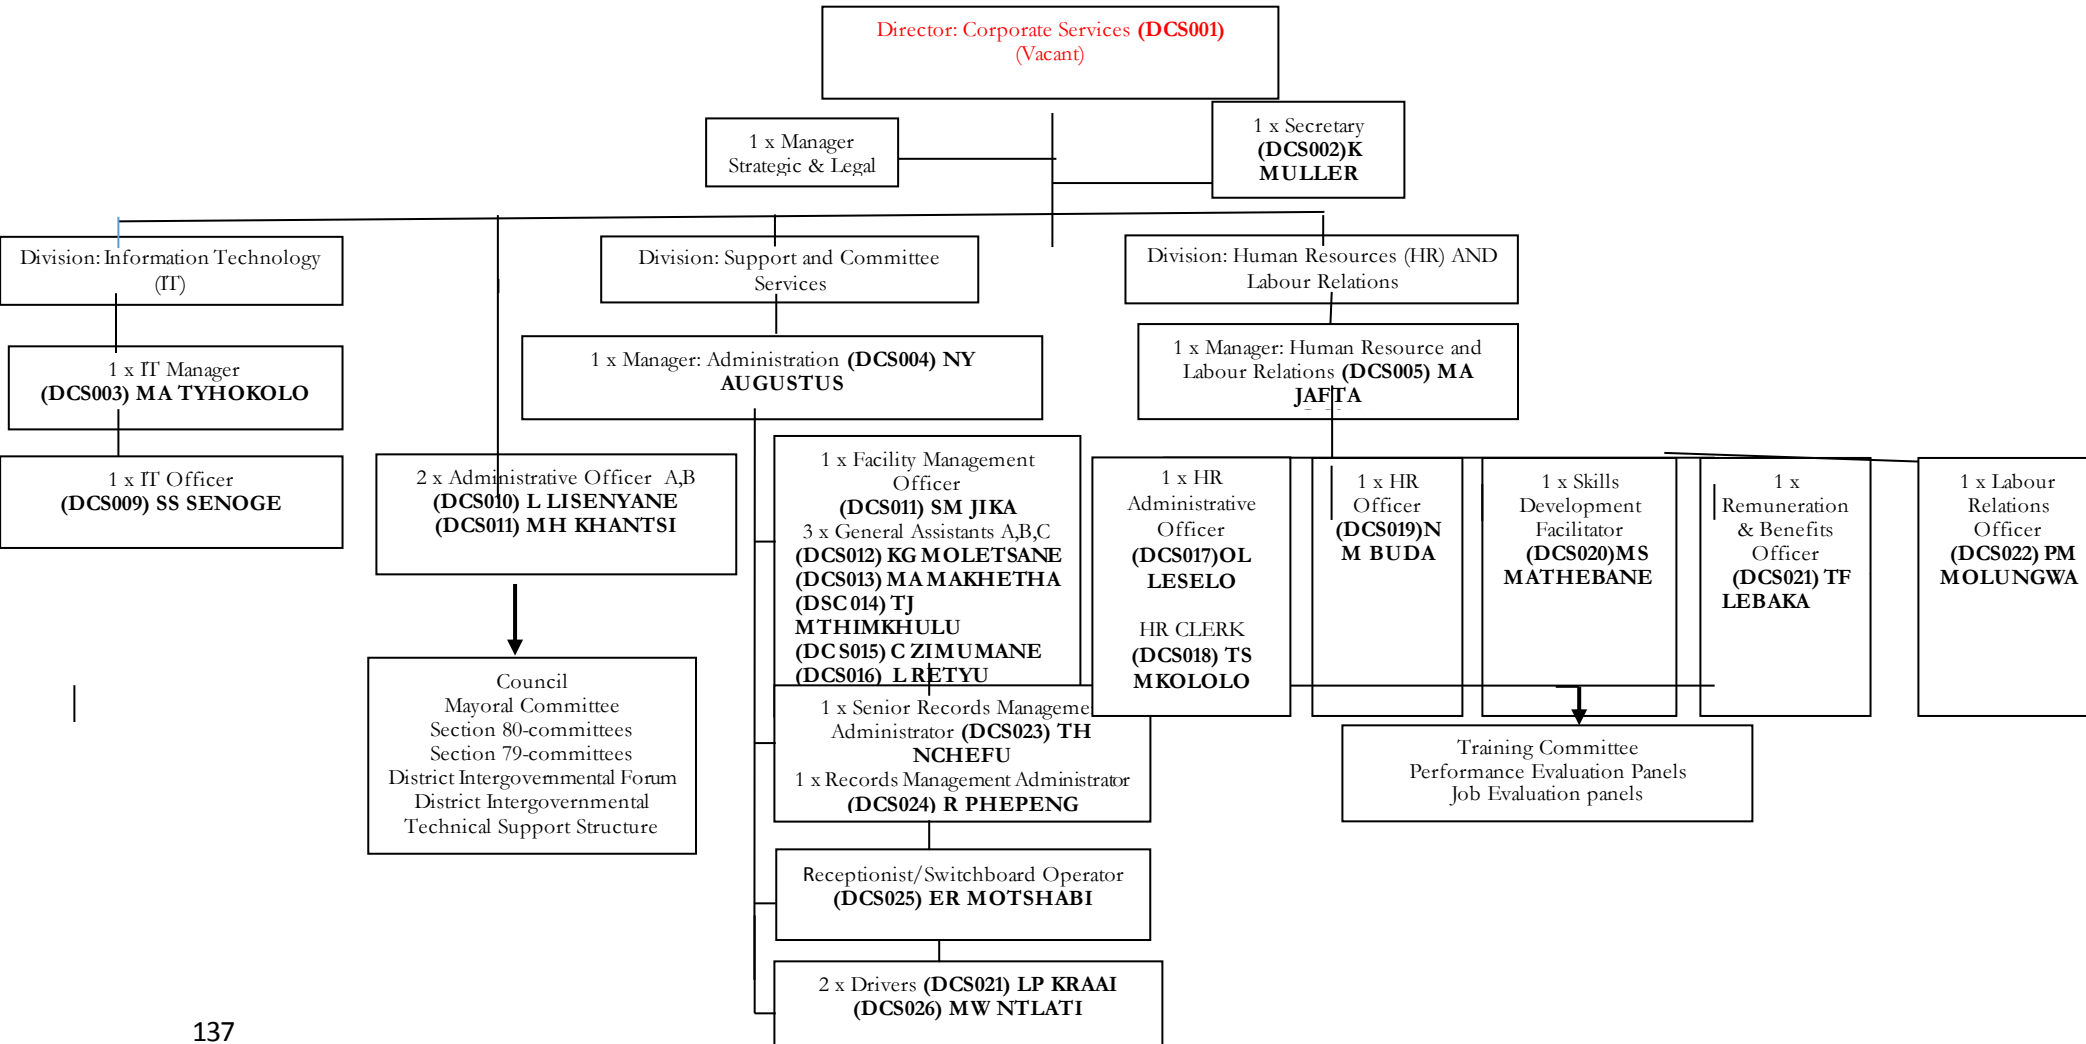 Director: Corporate Services (DCS001)
(Vacant)
1 x Manager
Strategic & Legal
1 x Secretary
(DCS002)K
MULLER
Division: Information Technology
(IT)
Division: Support and Committee
Services
Division: Human Resources (HR) AND
Labour Relations
1 x IT Manager
(DCS003) MA TYHOKOLO
1 x Manager: Administration (DCS004) NY
AUGUSTUS
1 x Manager: Human Resource and
Labour Relations (DCS005) MA
JAFTA
1 x IT Officer
(DCS009) SS SENOGE
2 x Administrative Officer A,B
(DCS010) L LISENYANE
(DCS011) MH KHANTSI
1 x Facility Management
Officer
(DCS011) SM JIKA
3 x General Assistants A,B,C
(DCS012) KG MOLETSANE
(DCS013) MA MAKHETHA
(DSC014) TJ
MTHIMKHULU
(DCS015) C ZIMUMANE
(DCS016) L RETYU
1 x HR
Administrative
Officer
(DCS017)OL
LESELO
HR CLERK
(DCS018) TS
MKOLOLO
1 x HR
Officer
(DCS019)N
M BUDA
1 x Skills
Development
Facilitator
(DCS020)MS
MATHEBANE
1 x
Remuneration
& Benefits
Officer
(DCS021) TF
LEBAKA
1 x Labour
Relations
Officer
(DCS022) PM
MOLUNGWA
Council
Mayoral Committee
Section 80-committees
Section 79-committees
District Intergovernmental Forum
District Intergovernmental
Technical Support Structure
1 x Senior Records Manageme
Administrator (DCS023) TH
NCHEFU
1 x Records Management Administrator
(DCS024) R PHEPENG
Training Committee
Performance Evaluation Panels
Job Evaluation panels
Receptionist/Switchboard Operator
(DCS025) ER MOTSHABI
2 x Drivers (DCS021) LP KRAAI
(DCS026) MW NTLATI
137